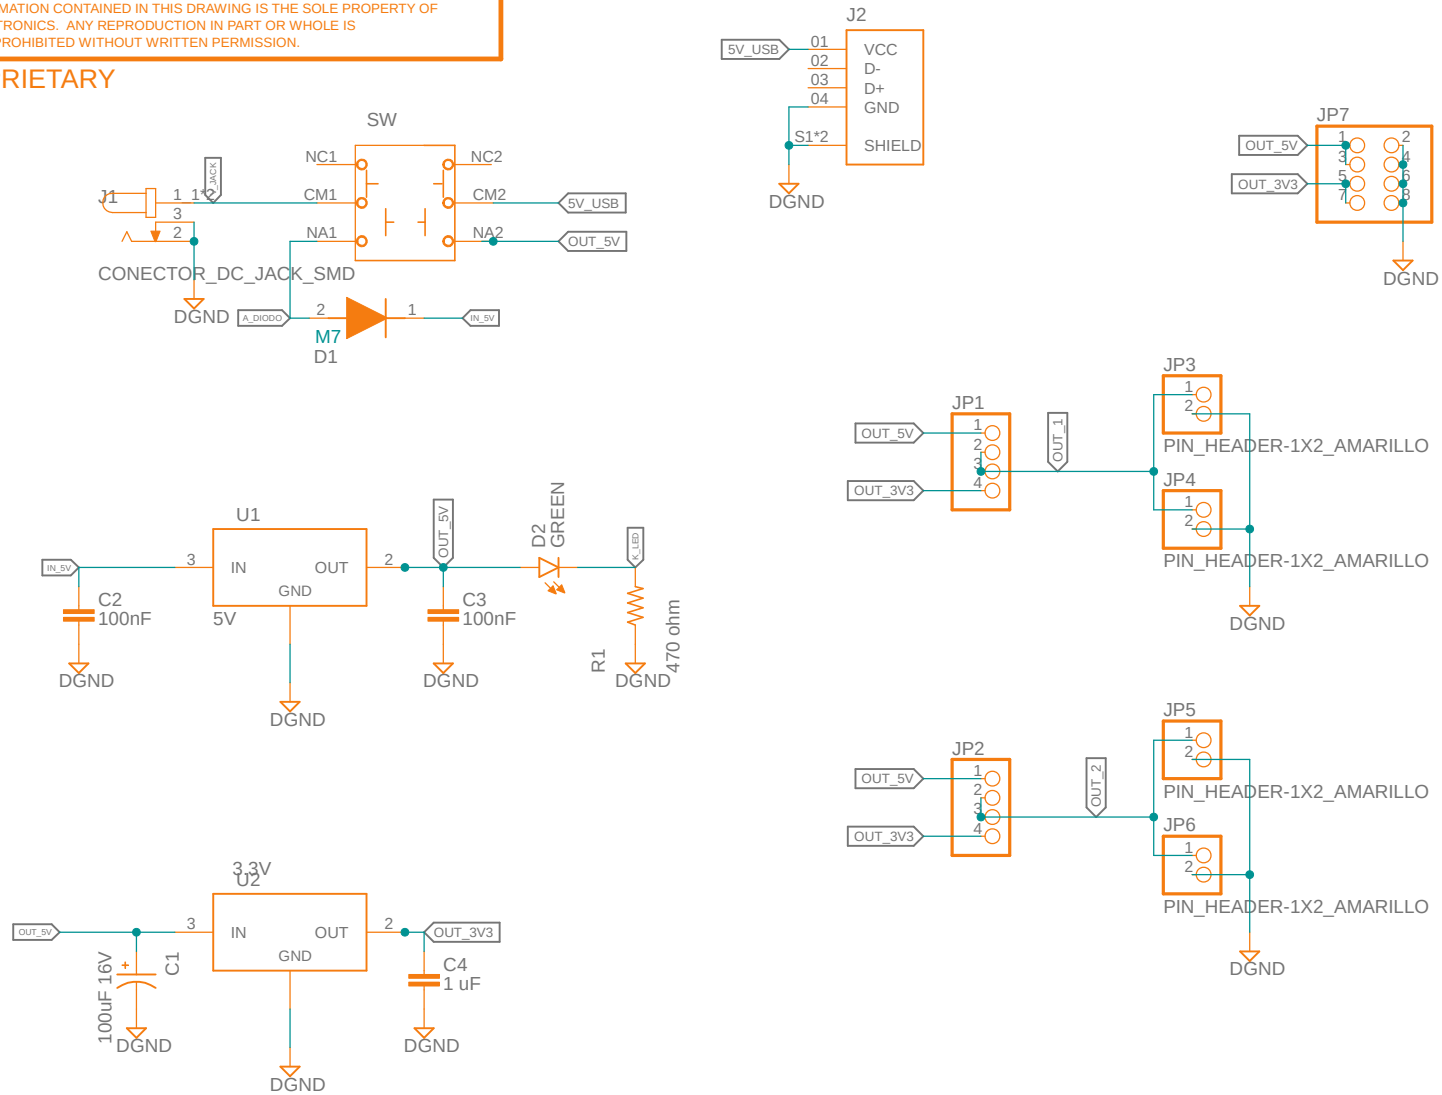 MATION CONTAINED IN THIS DRAWING IS THE SOLE PROPERTY OF
TRONICS. ANY REPRODUCTION IN PART OR WHOLE IS
PROHIBITED WITHOUT WRITTEN PERMISSION.
RIETARY
SW
NC1
NC2
CM1
CM2
NA1
NA2
J1
1
1*2
_JACK
3
2
5V_USB
OUT_5V
CONECTOR_DC_JACK_SMD
DGND
A_DIODO
2
1
IN_5V
M7
D1
J2
5V_USB
01
VCC
02
D-
03
D+
04
GND
S1*2
SHIELD
DGND
JP7
OUT_5V
1
2
3
4
OUT_3V3
5
6
7
8
DGND
U1
IN_5V
3
IN
OUT
2
GND
5V
C2
100nF
DGND
DGND
OUT_5V
C3
100nF
DGND
D2
GREEN
K_LED
R1
470 ohm
DGND
JP1
OUT_5V
1
2
3
OUT_3V3
4
OUT_1
JP3
1
2
PIN_HEADER-1X2_AMARILLO
JP4
1
2
PIN_HEADER-1X2_AMARILLO
DGND
JP2
OUT_5V
1
2
3
OUT_3V3
4
OUT_2
JP5
1
2
PIN_HEADER-1X2_AMARILLO
JP6
1
2
PIN_HEADER-1X2_AMARILLO
DGND
3.3V
U2
OUT_5V
3
IN
OUT
2
GND
OUT_3V3
+
C1
100uF 16V
DGND
C4
1 uF
DGND
DGND